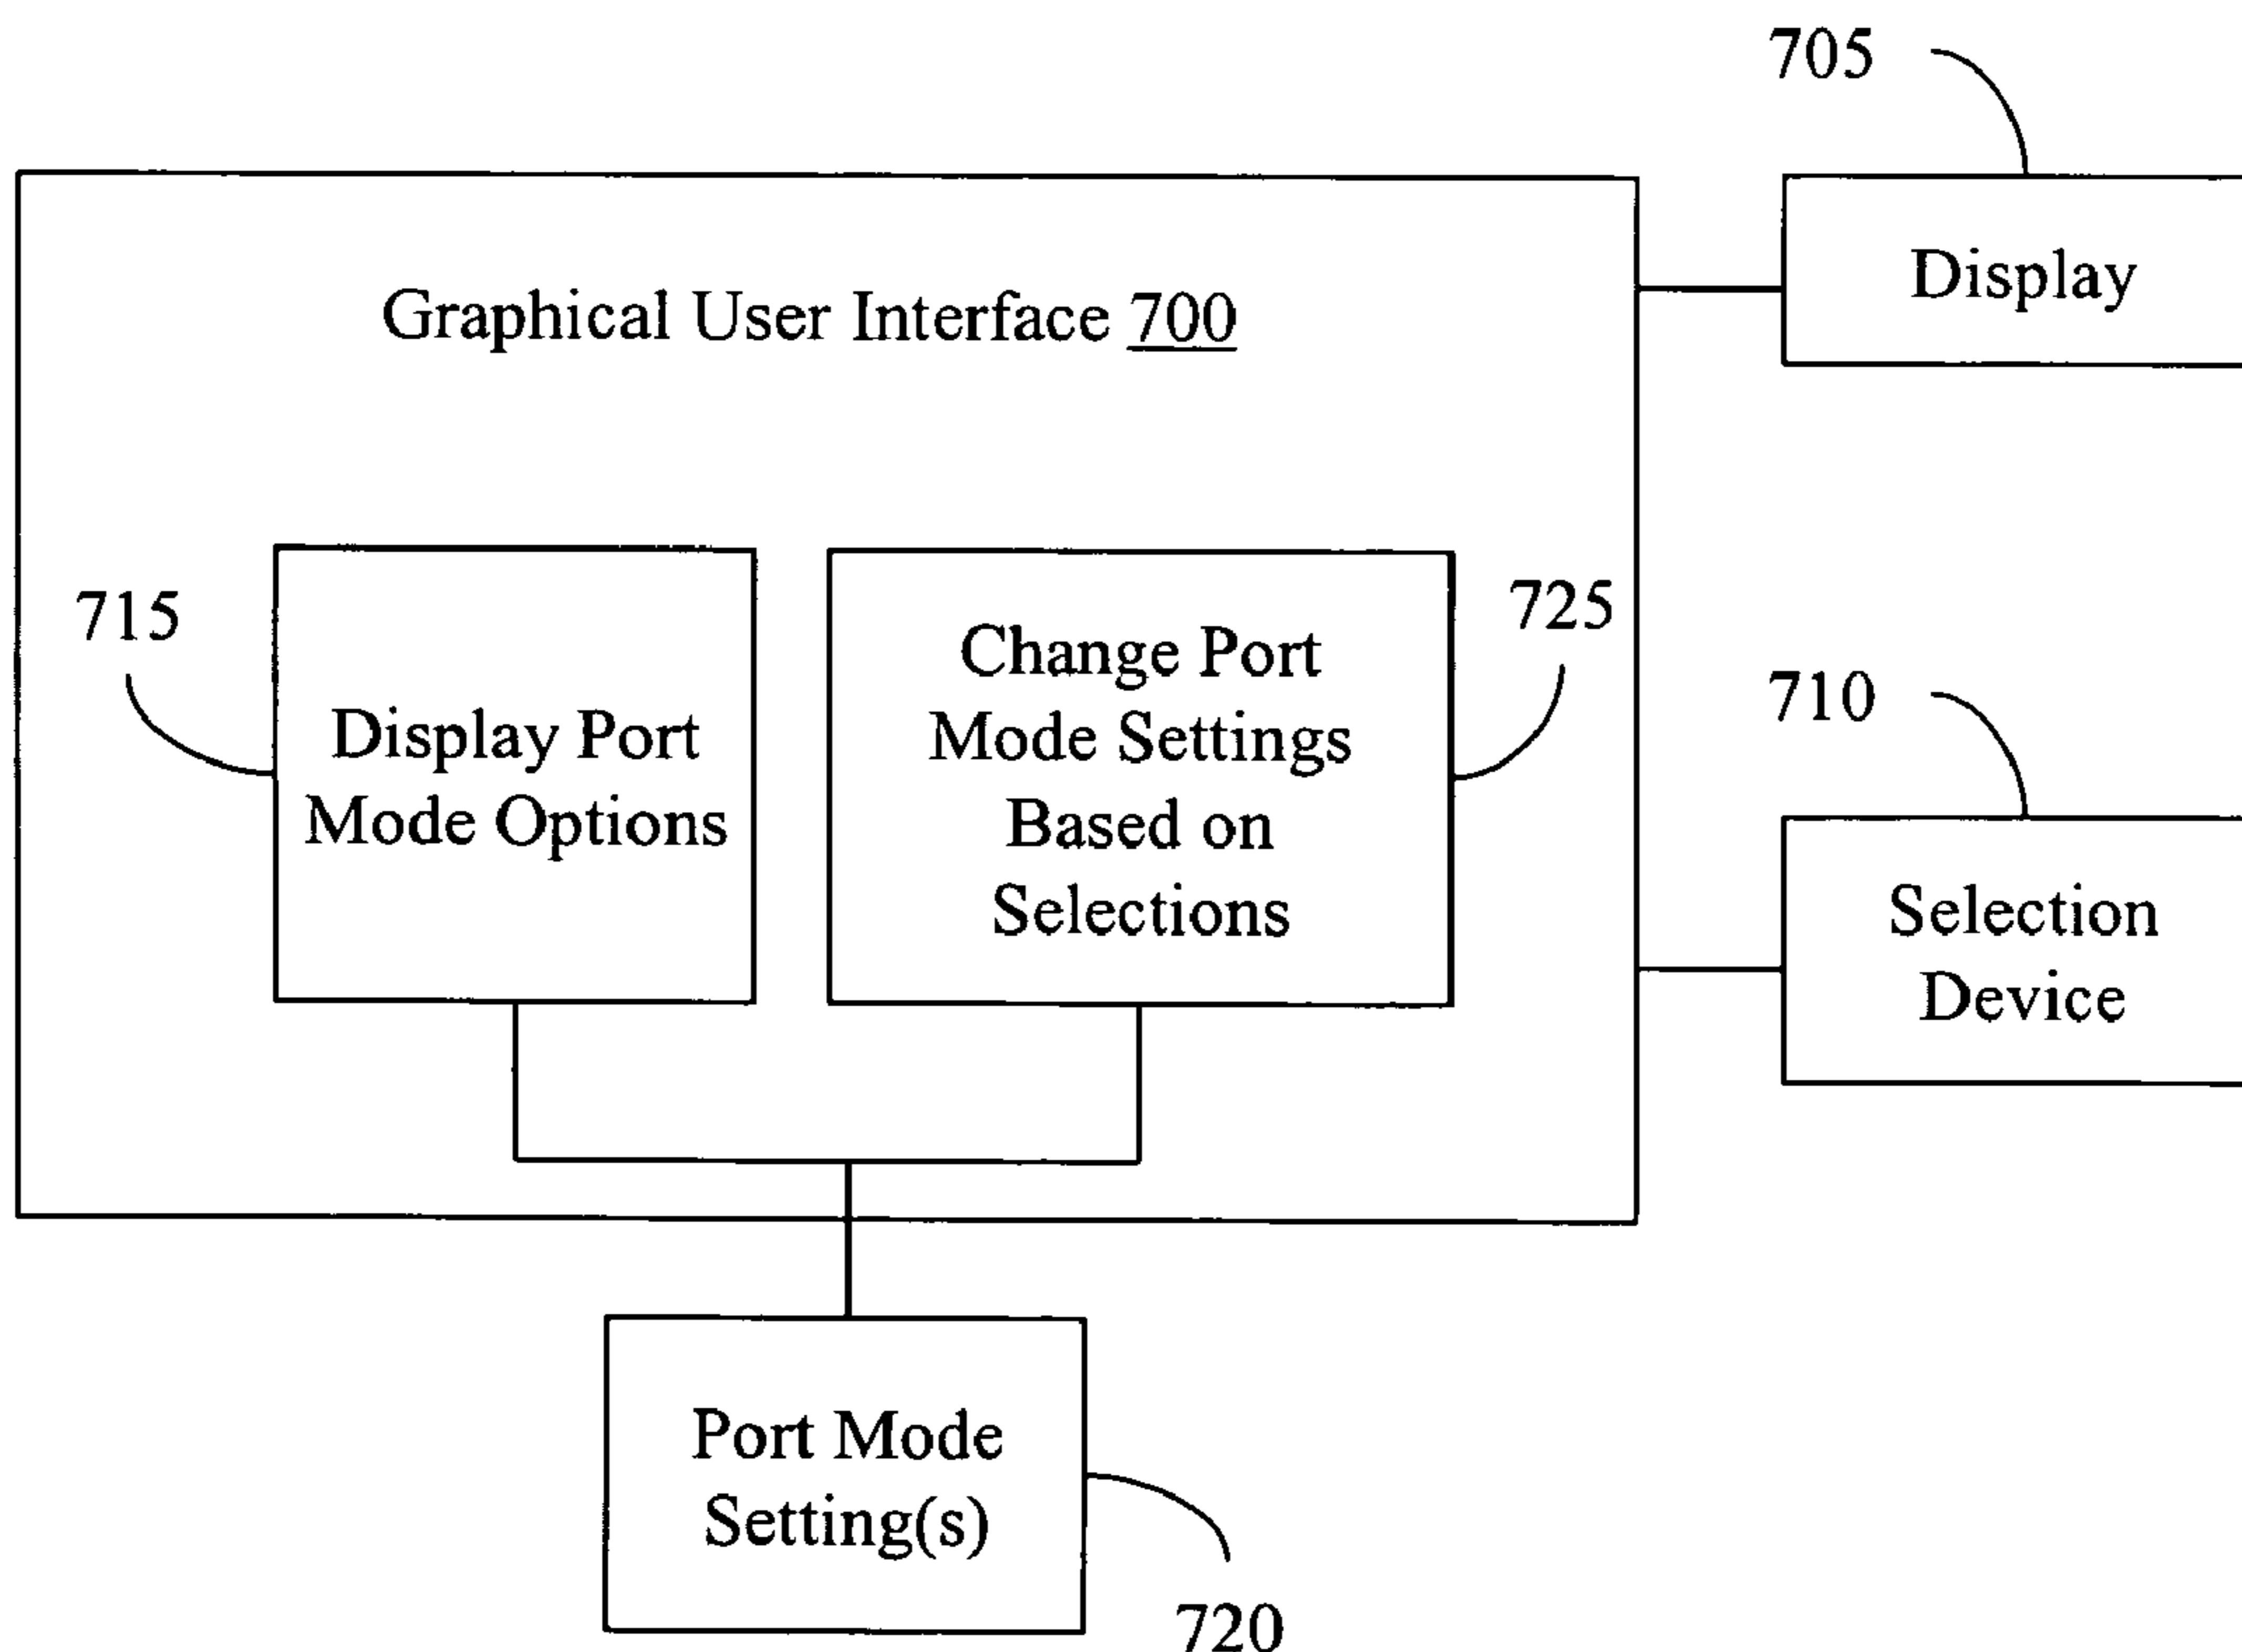 705
Display
Graphical User Interface 700
715
Display Port
Mode Options
Change Port
Mode Settings
Based on
Selections
725
710
Selection
Device
Port Mode
Setting(s)
720